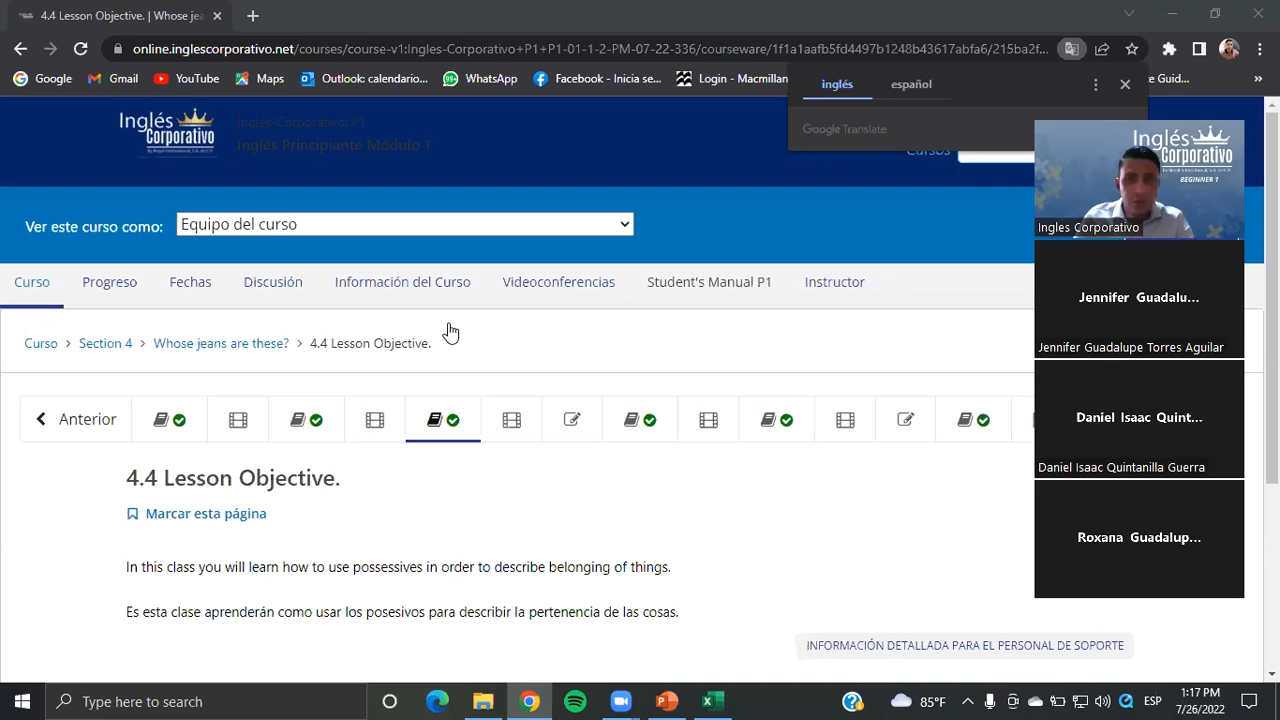 4.4 Lesson Objective. | Whose je
online.inglescorporativo.net/courses/course-v1:Ingles-Corporativo+P1+P1-01-1-2-PM-07-22-336/courseware/1f1a1aafb5fd4497b1248b43617abfa6/215ba2f...
Google
Gmail
YouTube
Maps
Outlook: calendario...
WhatsApp
Facebook - Inicia se...
Login - Macmillan
Guid...
inglés
español
Google Translate
Inglés
Corporativo
Ingles-Corporativo: P1
Inglés Principiante Módulo 1
Cursos
Ver este curso como:
Equipo del curso
Curso
Progreso
Fechas
Discusión
Información del Curso
Videoconferencias
Student's Manual P1
Instructor
Curso > Section 4 > Whose jeans are these? > 4.4 Lesson Objective.
Anterior
4.4 Lesson Objective.
Marcar esta página
In this class you will learn how to use possessives in order to describe belonging of things.
Es esta clase aprenderán como usar los posesivos para describir la pertenencia de las cosas.
INFORMACIÓN DETALLADA PARA EL PERSONAL DE SOPORTE
Inglés
Corporativo
BEGINNER 1
Ingles Corporativo
Jennifer Guadalu...
Jennifer Guadalupe Torres Aguilar
Daniel Isaac Quint...
Daniel Isaac Quintanilla Guerra
Roxana Guadalup...
Type here to search
85°F
ESP
1:17 PM
7/26/2022